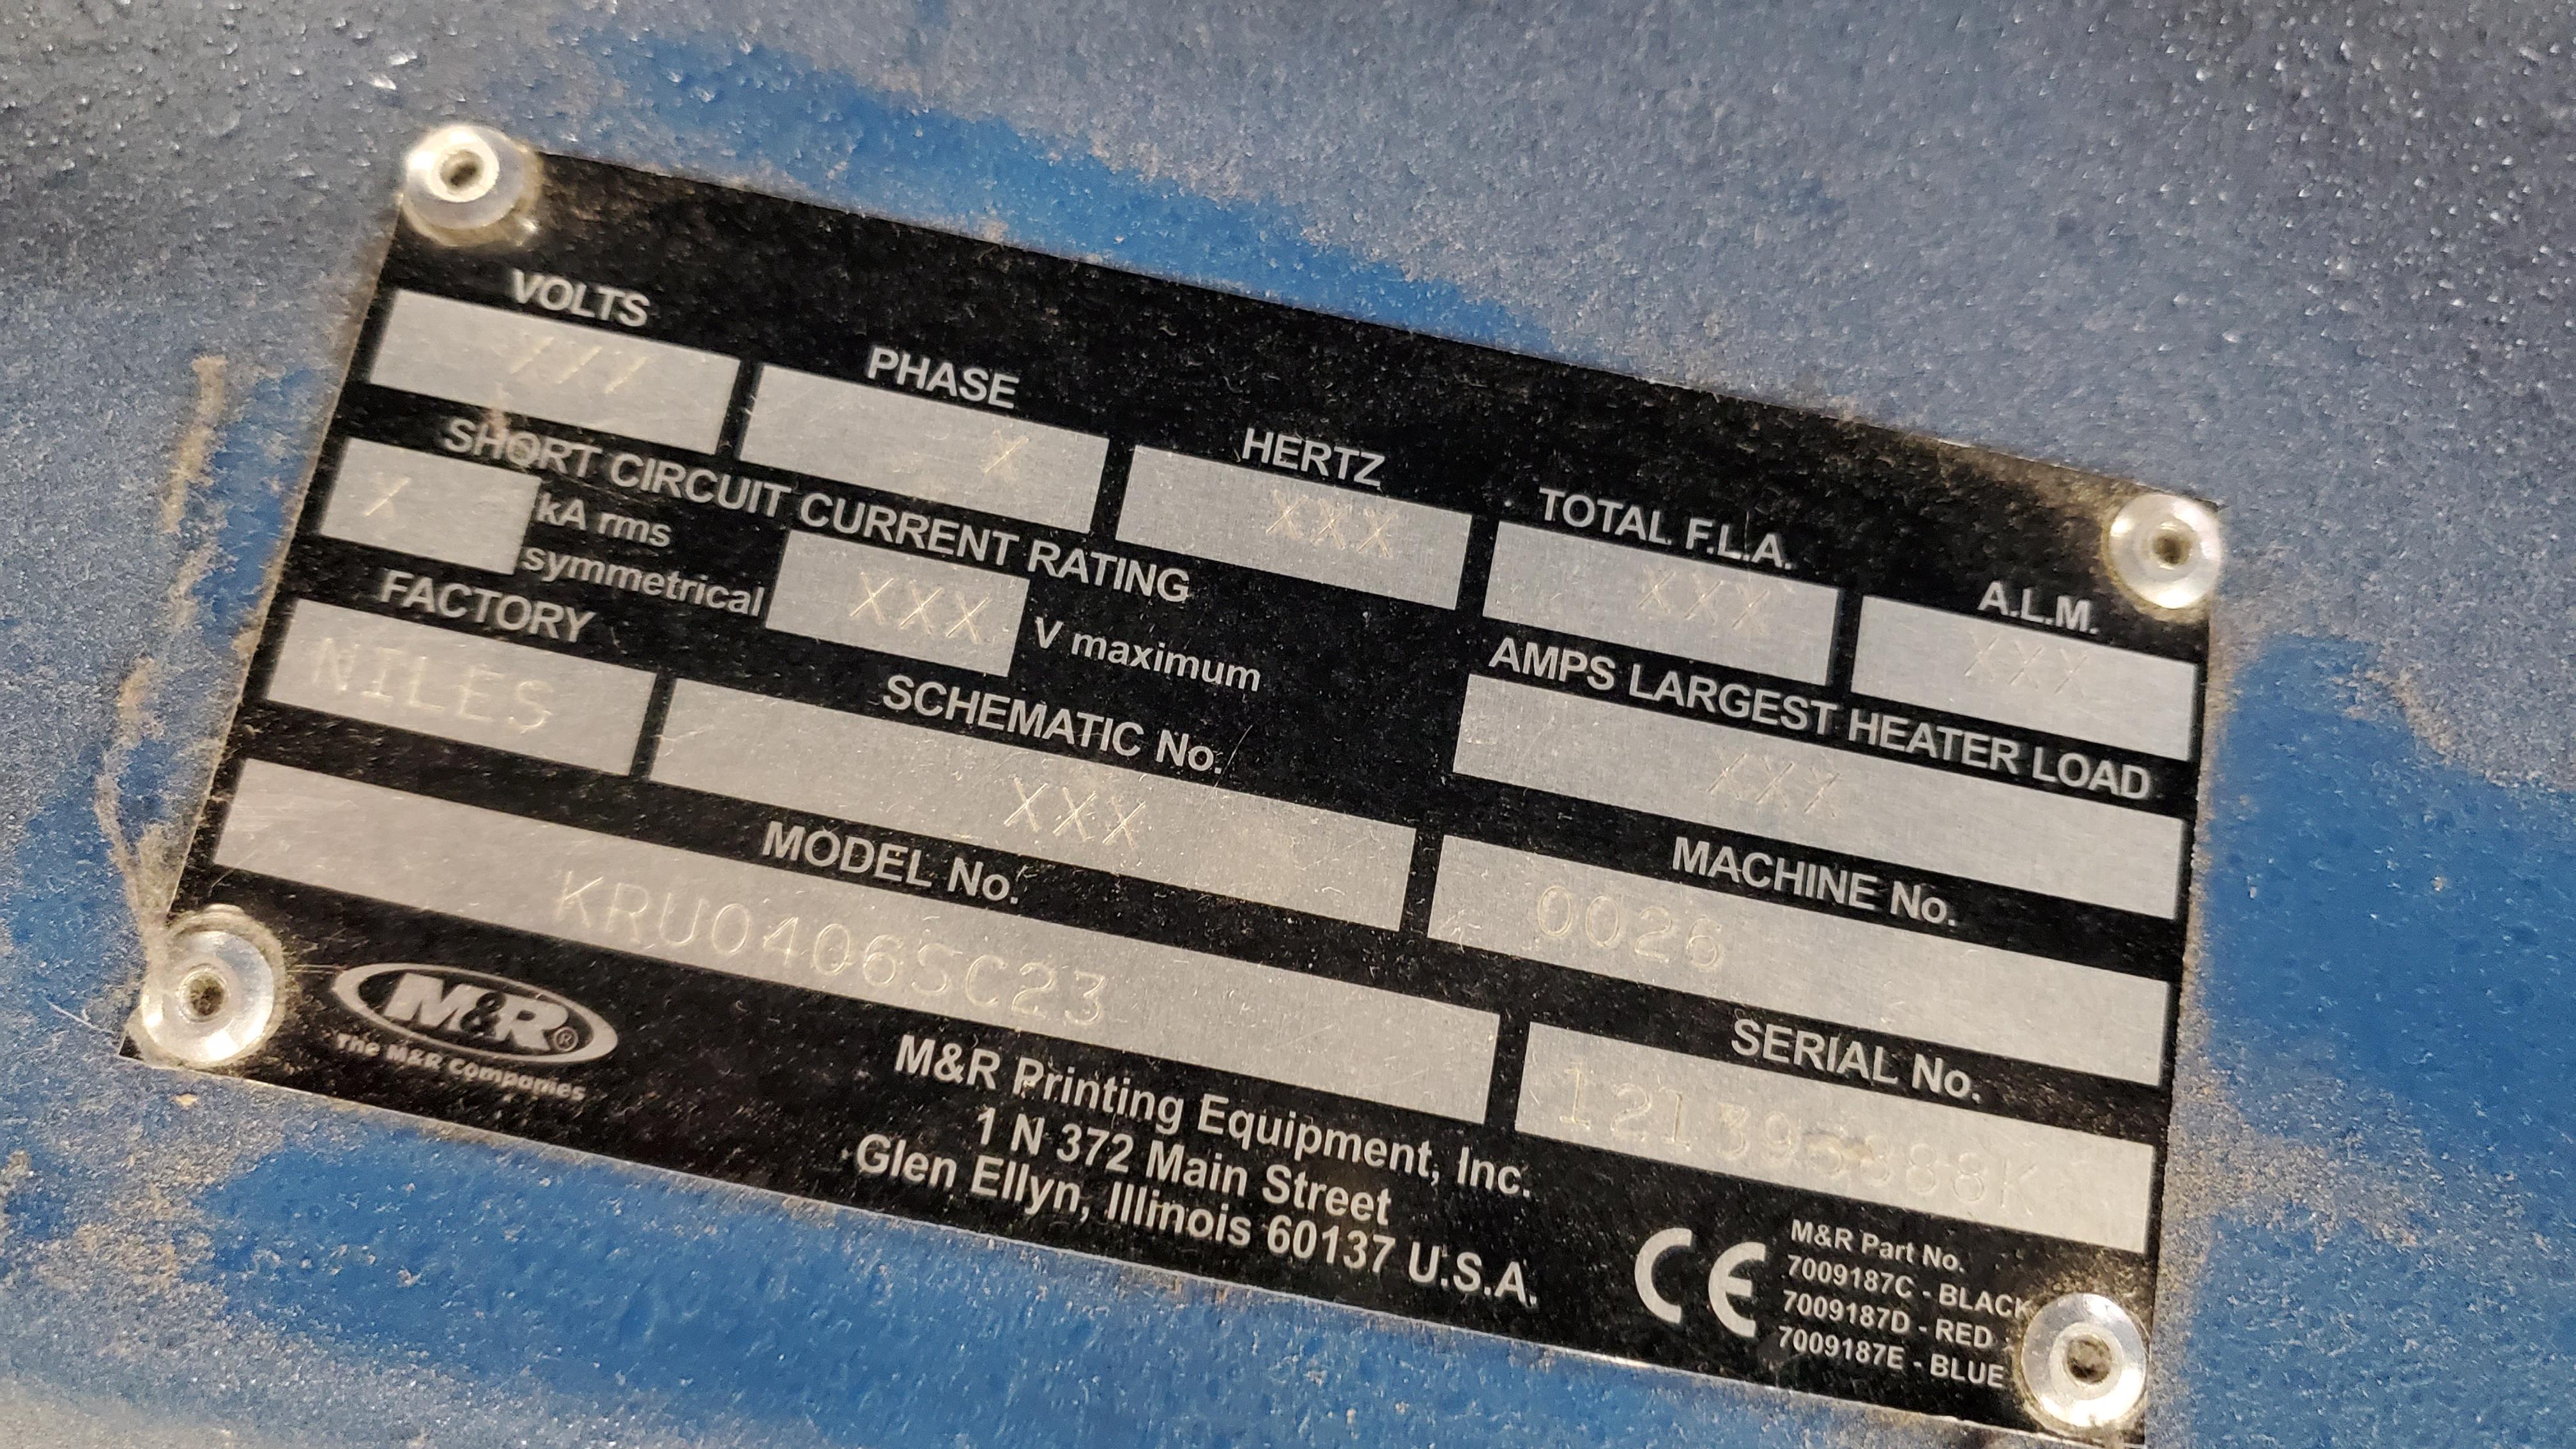 VOLTS
PHASE
X
HERTZ
XXX
TOTAL F.L.A.
XXX
A.L.M.
XXX
SHORT CIRCUIT CURRENT RATING
X kA rms
symmetrical
XXX V maximum
AMPS LARGEST HEATER LOAD
XXX
FACTORY
NILES
SCHEMATIC No.
XXX
MACHINE No.
0026
MODEL No.
KRU0406SC23
SERIAL No.
M&R®
The M&R Companies
M&R Printing Equipment, Inc.
1 N 372 Main Street
Glen Ellyn, Illinois 60137 U.S.A.
CE
M&R Part No.
7009187C - BLACK
7009187D - RED
7009187E - BLUE